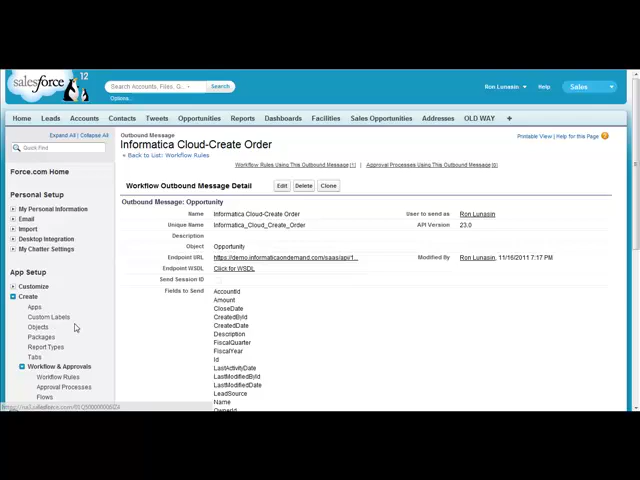 salesforce
12
Search Accounts, Files, G...
Search
Options...
Ron Lunasin
Help
Sales
Home Leads Accounts Contacts Tweets Opportunities Reports Dashboards Facilities Sales Opportunities Addresses OLD WAY +
Expand All | Collapse All
Quick Find
Force.com Home
Personal Setup
My Personal Information
Email
Import
Desktop Integration
My Chatter Settings
App Setup
Customize
Create
Apps
Custom Labels
Objects
Packages
Report Types
Tabs
Workflow & Approvals
Workflow Rules
Approval Processes
Flows
Outbound Message
Informatica Cloud-Create Order
« Back to List: Workflow Rules
Printable View | Help for this Page
Workflow Rules Using This Outbound Message [1] | Approval Processes Using This Outbound Message [0]
Workflow Outbound Message Detail Edit Delete Clone
Outbound Message: Opportunity
Name Informatica Cloud-Create Order User to send as Ron Lunasin
Unique Name Informatica_Cloud_Create_Order API Version 23.0
Description
Object Opportunity
Endpoint URL https://demo.informaticaondemand.com/saas/api/1... Modified By Ron Lunasin, 11/16/2011 7:17 PM
Endpoint WSDL Click for WSDL
Send Session ID
Fields to Send AccountId
Amount
CloseDate
CreatedById
CreatedDate
Description
FiscalQuarter
FiscalYear
Id
LastActivityDate
LastModifiedById
LastModifiedDate
LeadSource
Name
OwnerId